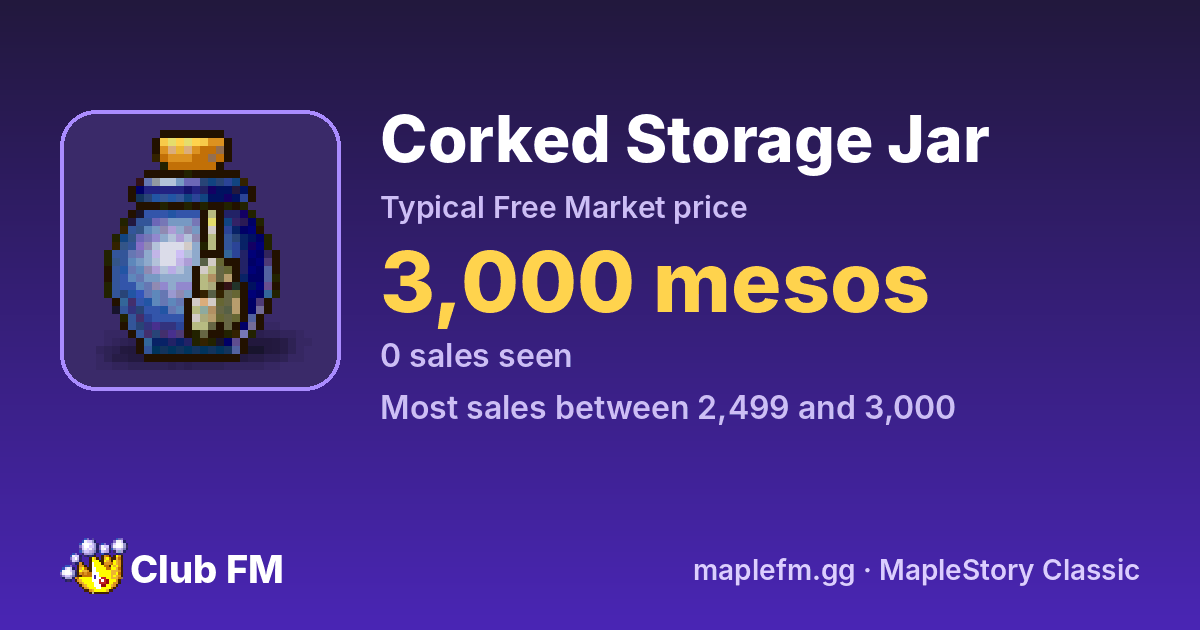 Corked Storage Jar
Typical Free Market price
3,000 mesos
0 sales seen
Most sales between 2,499 and 3,000
Club FM
maplefm.gg · MapleStory Classic